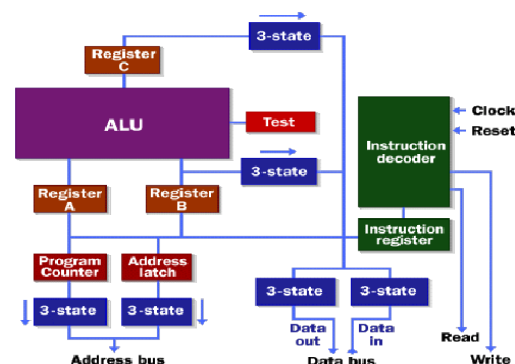 3-state
Register
C
ALU
Test
Clock
Reset
Instruction
decoder
3-state
Register
A
Register
B
Instruction
register
Program
Counter
Address
latch
3-state
3-state
3-state
3-state
Data
out
Data
in
Read
Address bus
Data bus
Write